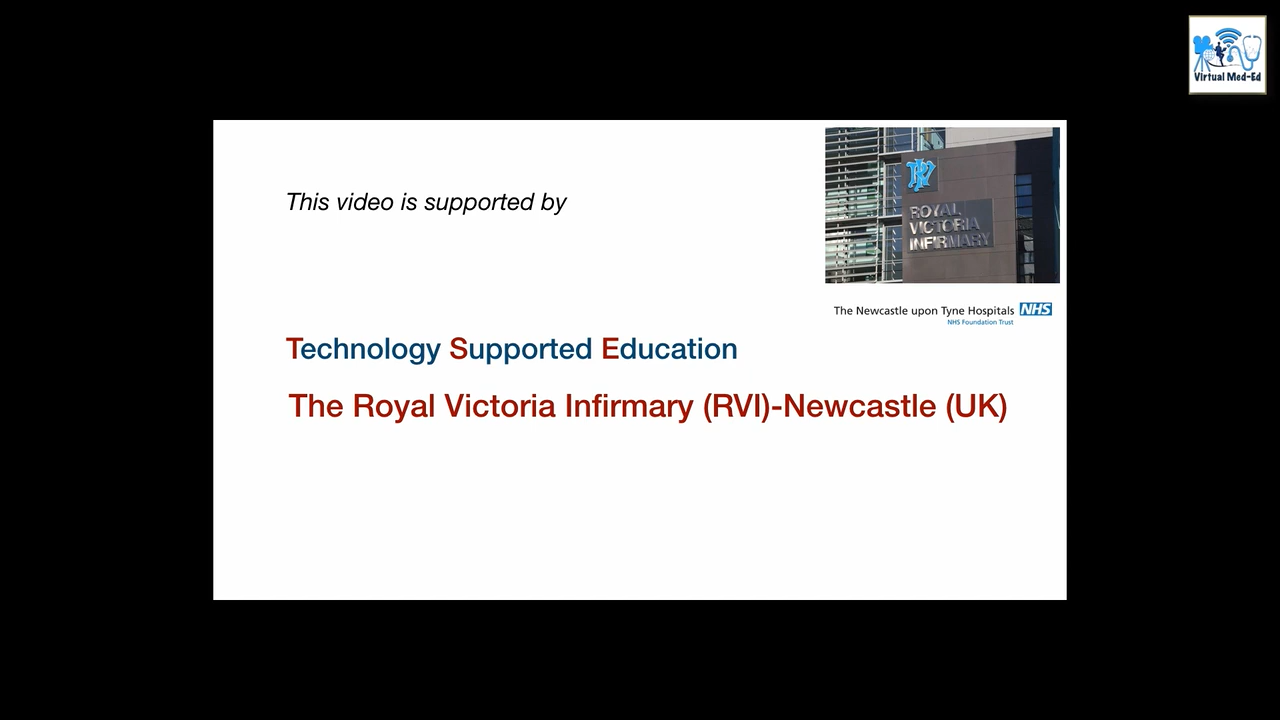 Virtual Med-Ed
This video is supported by
ROYAL
VICTORIA
INFIRMARY
The Newcastle upon Tyne Hospitals NHS
NHS Foundation Trust
Technology Supported Education
The Royal Victoria Infirmary (RVI)-Newcastle (UK)